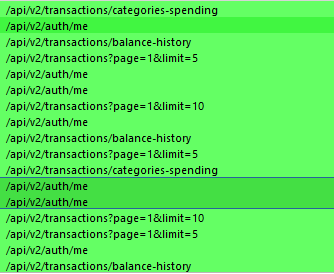 /api/v2/transactions/categories-spending
/api/v2/auth/me
/api/v2/transactions/balance-history
/api/v2/transactions?page=1&limit=5
/api/v2/auth/me
/api/v2/auth/me
/api/v2/transactions?page=1&limit=10
/api/v2/auth/me
/api/v2/transactions/balance-history
/api/v2/transactions?page=1&limit=5
/api/v2/transactions/categories-spending
/api/v2/auth/me
/api/v2/auth/me
/api/v2/transactions?page=1&limit=10
/api/v2/transactions?page=1&limit=5
/api/v2/auth/me
/api/v2/transactions/balance-history